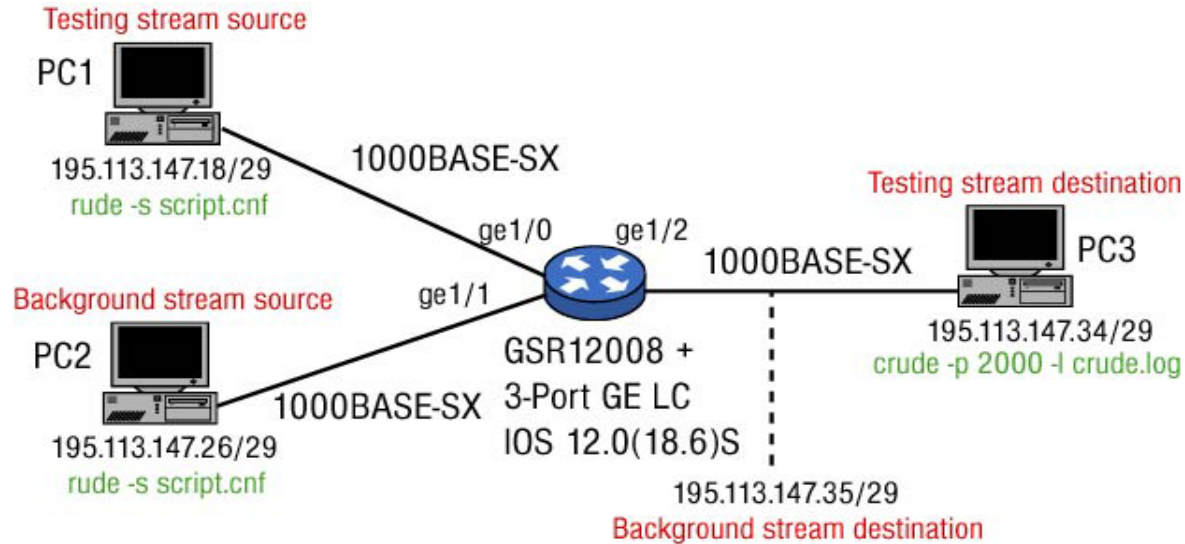 Testing stream source
PC1
195.113.147.18/29
rude -s script.cnf
1000BASE-SX
ge1/0
ge1/2
Testing stream destination
1000BASE-SX
PC3
195.113.147.34/29
crude -p 2000 -l crude.log
Background stream source
PC2
ge1/1
195.113.147.26/29
rude -s script.cnf
1000BASE-SX
GSR12008 +
3-Port GE LC
IOS 12.0(18.6)S
195.113.147.35/29
Background stream destination